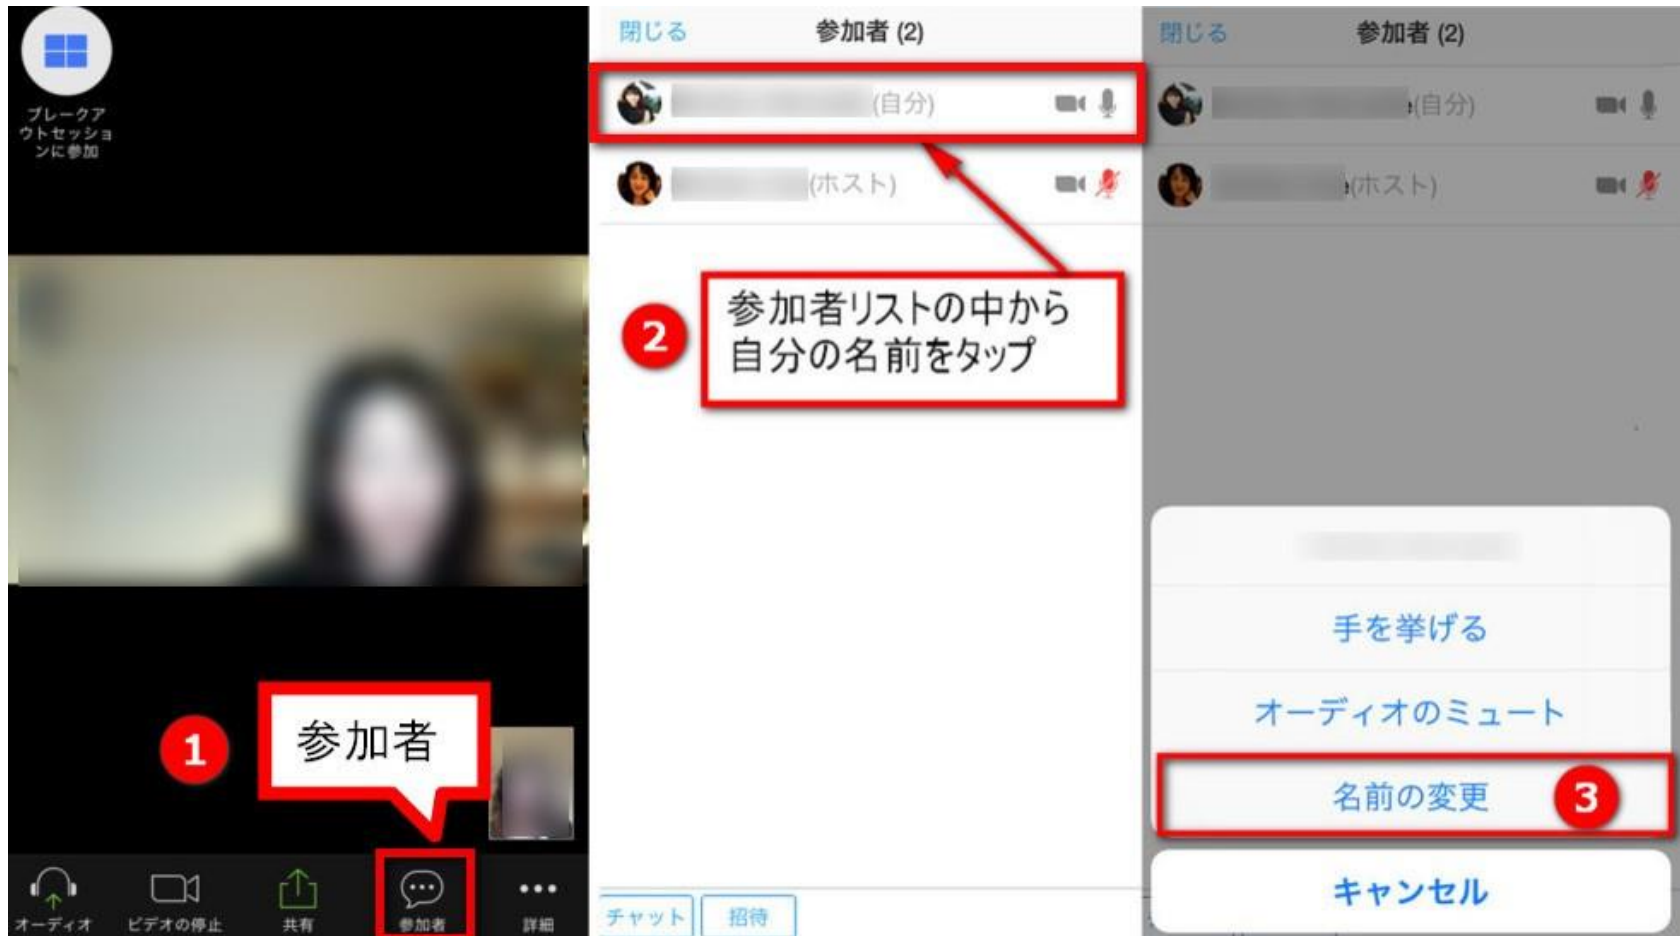 ブレークア
ウトセッショ
ンに参加
1
参加者
オーディオ
ビデオの停止
共有
参加者
詳細
閉じる
参加者 (2)
(自分)
(ホスト)
2
参加者リストの中から
自分の名前をタップ
チャット
招待
閉じる
参加者 (2)
(自分)
(ホスト)
手を挙げる
オーディオのミュート
名前の変更
3
キャンセル